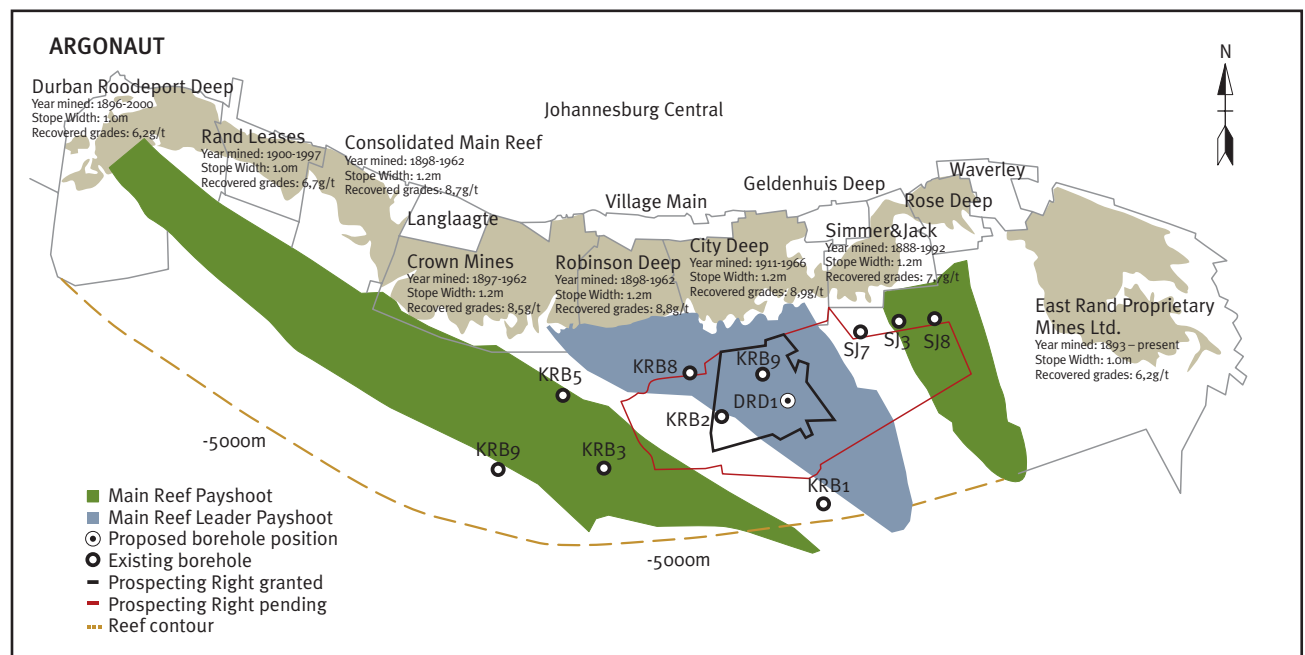 ARGONAUT
N
Durban Roodeport Deep
Year mined: 1896-2000
Stope Width: 1.0m
Recovered grades: 6,2g/t
Rand Leases
Year mined: 1900-1997
Stope Width: 1.0m
Recovered grades: 6,7g/t
Consolidated Main Reef
Year mined: 1898-1962
Stope Width: 1.2m
Recovered grades: 8,7g/t
Johannesburg Central
Langlaagte
Crown Mines
Year mined: 1897-1962
Stope Width: 1.2m
Recovered grades: 8,5g/t
Village Main
Robinson Deep
Year mined: 1898-1962
Stope Width: 1.2m
Recovered grades: 8,8g/t
City Deep
Year mined: 1911-1966
Stope Width: 1.2m
Recovered grades: 8,9g/t
Geldenhuis Deep
Simmer&Jack
Year mined: 1888-1992
Stope Width: 1.2m
Recovered grades: 7,7g/t
Waverley
Rose Deep
East Rand Proprietary
Mines Ltd.
Year mined: 1893 – present
Stope Width: 1.0m
Recovered grades: 6,2g/t
SJ7
SJ3
SJ8
KRB5
KRB8
KRB9
DRD1
KRB2
KRB9
KRB3
KRB1
-5000m
-5000m
Main Reef Payshoot
Main Reef Leader Payshoot
Proposed borehole position
Existing borehole
Prospecting Right granted
Prospecting Right pending
Reef contour